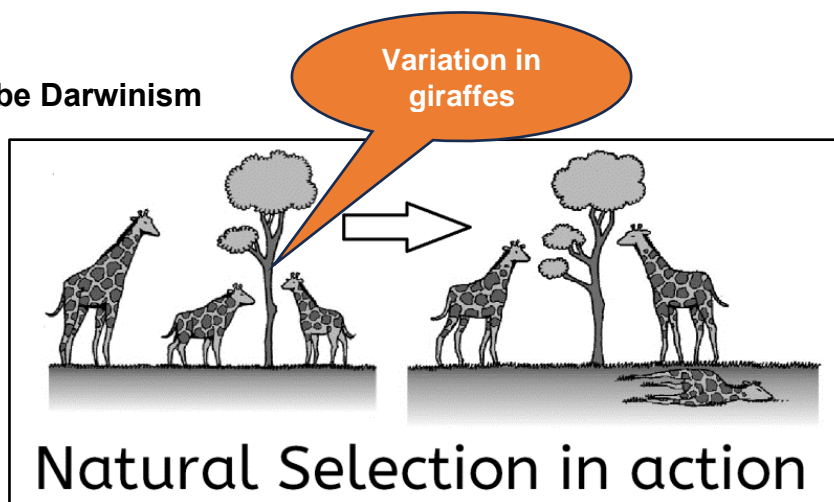 Variation in
giraffes
be Darwinism
Natural Selection in action